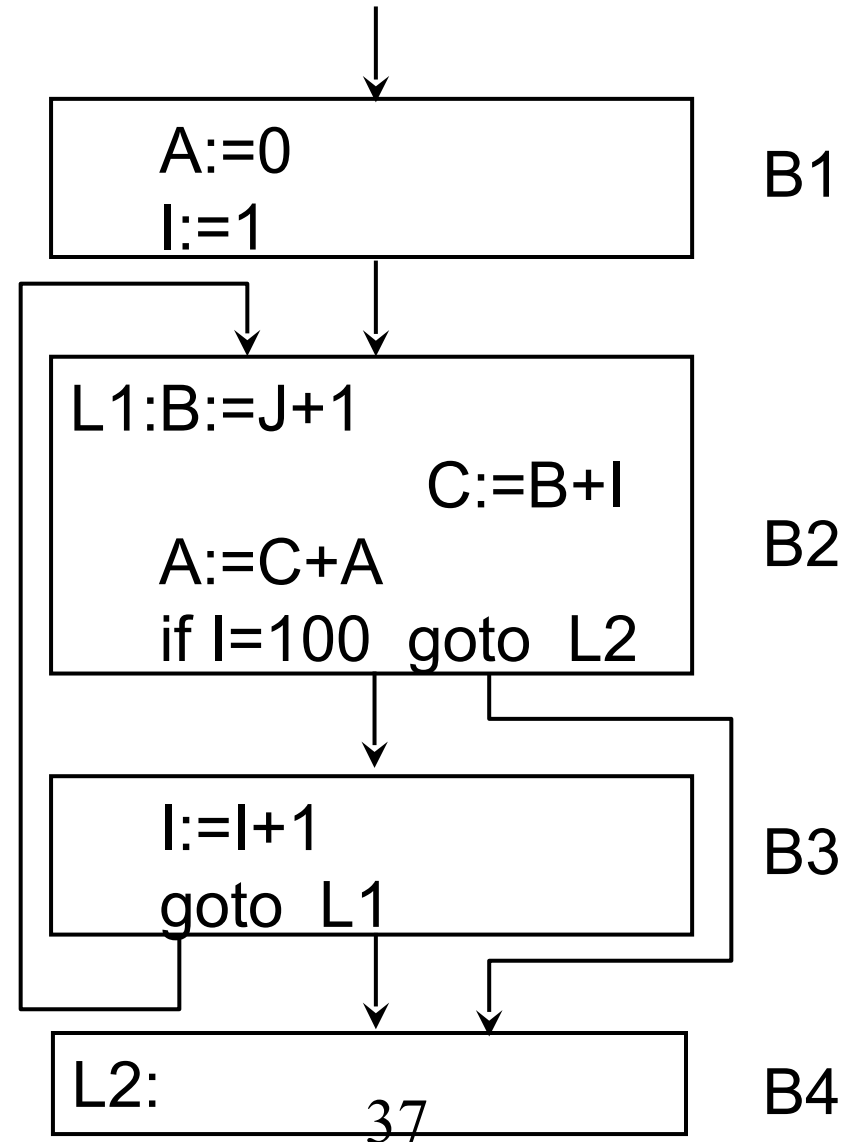 A:=0
I:=1
B1
L1:B:=J+1
C:=B+I
A:=C+A
if I=100 goto L2
B2
I:=I+1
goto L1
B3
L2:
B4
37